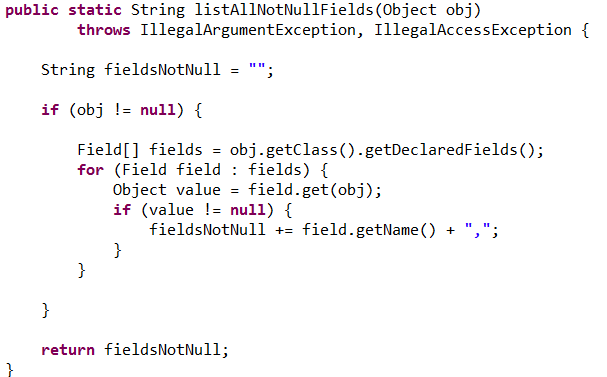 public static String listAllNotNullFields(Object obj)
        throws IllegalArgumentException, IllegalAccessException {

    String fieldsNotNull = "";

    if (obj != null) {

        Field[] fields = obj.getClass().getDeclaredFields();
        for (Field field : fields) {
            Object value = field.get(obj);
            if (value != null) {
                fieldsNotNull += field.getName() + ",";
            }
        }

    }

    return fieldsNotNull;
}